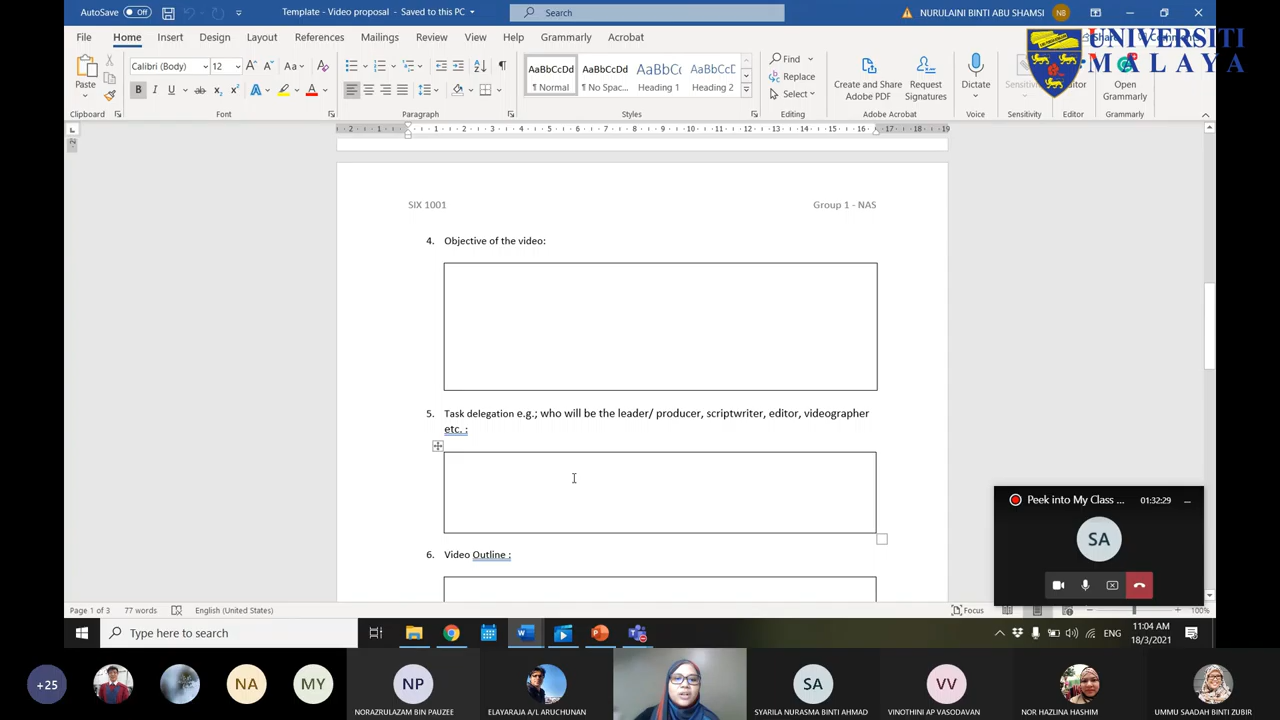 AutoSave Off Template - Video proposal - Saved to this PC Search NURULAINI BINTI ABU SHAMSI NB
File Home Insert Design Layout References Mailings Review View Help Grammarly Acrobat
UNIVERSITI
MALAYA
Paste
Calibri (Body) 12
AaBbCcDd AaBbCcDd AaBbCc AaBbCcD
¶ Normal ¶ No Spac... Heading 1 Heading 2
Find
Replace
Select
Create and Share
Adobe PDF
Request
Signatures
Dictate
Open
Grammarly
Clipboard Font Paragraph Styles Editing Adobe Acrobat Voice Sensitivity Editor Grammarly
SIX 1001 Group 1 - NAS
4. Objective of the video:
5. Task delegation e.g.; who will be the leader/ producer, scriptwriter, editor, videographer
etc. :
6. Video Outline :
Peek into My Class ... 01:32:29
SA
Page 1 of 3 77 words English (United States) Focus 100%
Type here to search
ENG
11:04 AM
18/3/2021
+25 NA MY NP SA VV
NORAZRULAZAM BIN PAUZEE ELAYARAJA A/L ARUCHUNAN SYARILA NURASMA BINTI AHMAD VINOTHINI AP VASODAVAN NOR HAZLINA HASHIM UMMU SAADAH BINTI ZUBIR